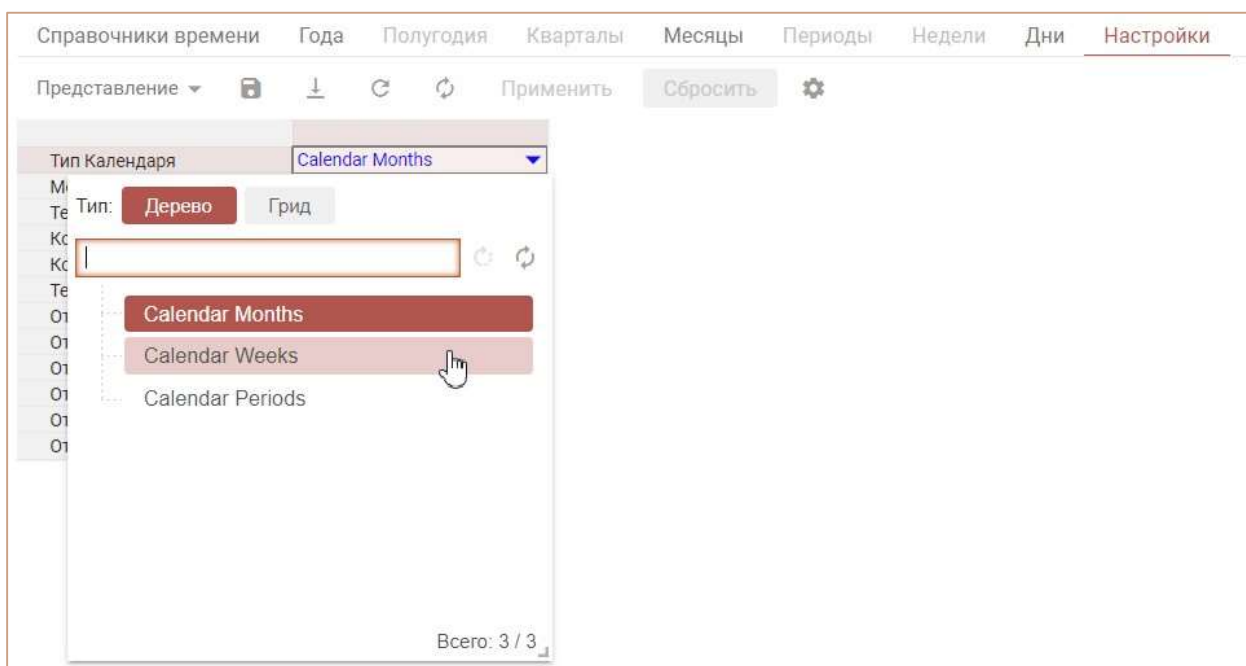 Справочники времени Года Полугодия Кварталы Месяцы Периоды Недели Дни Настройки
Представление Применить Сбросить
Тип Календаря Calendar Months
Тип: Дерево Грид
Calendar Months
Calendar Weeks
Calendar Periods
Всего: 3 / 3